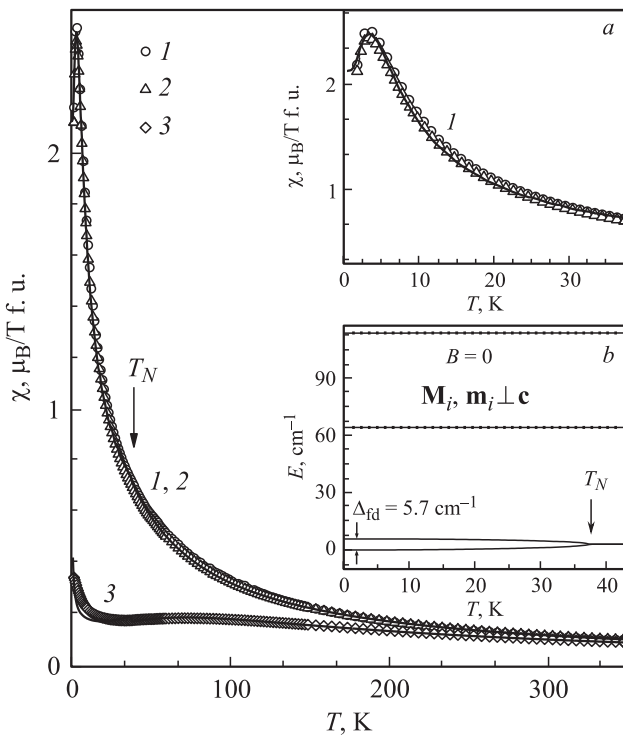 χ, μB/T f. u.
2
1
0
0
100
200
300
T, K
1
2
3
TN
1, 2
3
a
χ, μB/T f. u.
2
1
1
0
10
20
30
T, K
b
B = 0
Mi, mi ⊥ c
E, cm⁻¹
90
60
30
0
Δfd = 5.7 cm⁻¹
TN
0
10
20
30
40
T, K